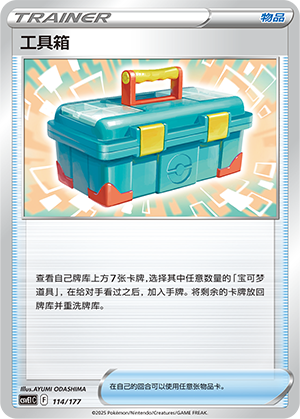 TRAINER 物品
工具箱
查看自己牌库上方7张卡牌,选择其中任意数量的「宝可梦
道具」,在给对手看过之后,加入手牌。将剩余的卡牌放回
牌库并重洗牌库。
Illus.AYUMI ODASHIMA
F 114/177
在自己的回合可以使用任意张物品卡。
©2025 Pokémon/Nintendo/Creatures/GAME FREAK.